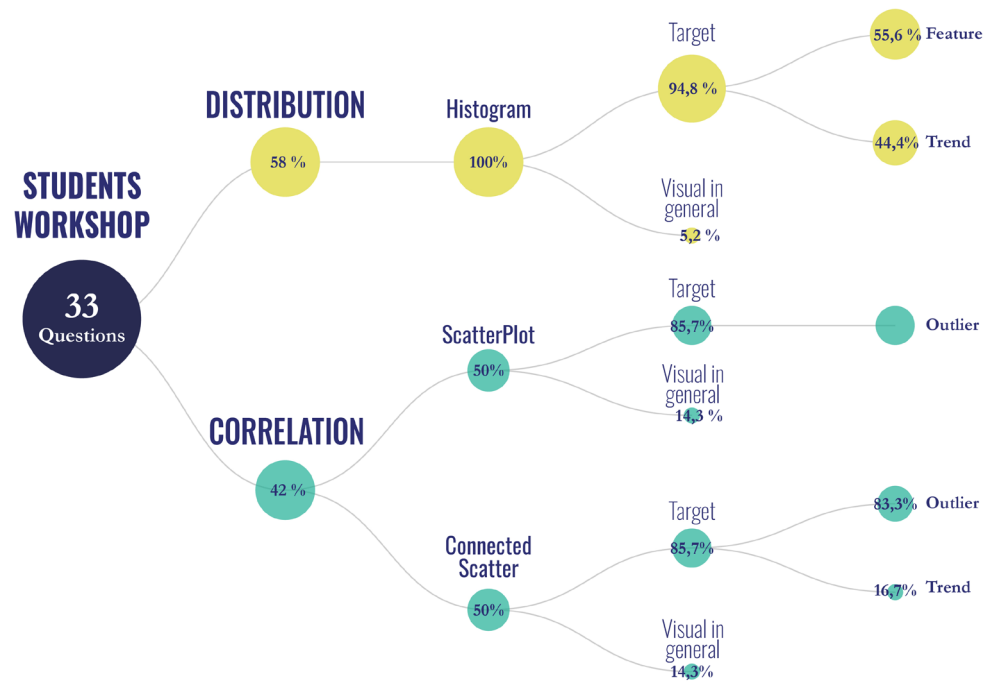 STUDENTS
WORKSHOP
33
Questions
DISTRIBUTION
58 %
Histogram
100%
Target
94,8 %
55,6 % Feature
44,4% Trend
Visual in
general
5,2 %
CORRELATION
42 %
ScatterPlot
50%
Target
85,7%
Outlier
Visual in
general
14,3 %
Connected
Scatter
50%
Target
85,7%
83,3% Outlier
16,7% Trend
Visual in
general
14,3%